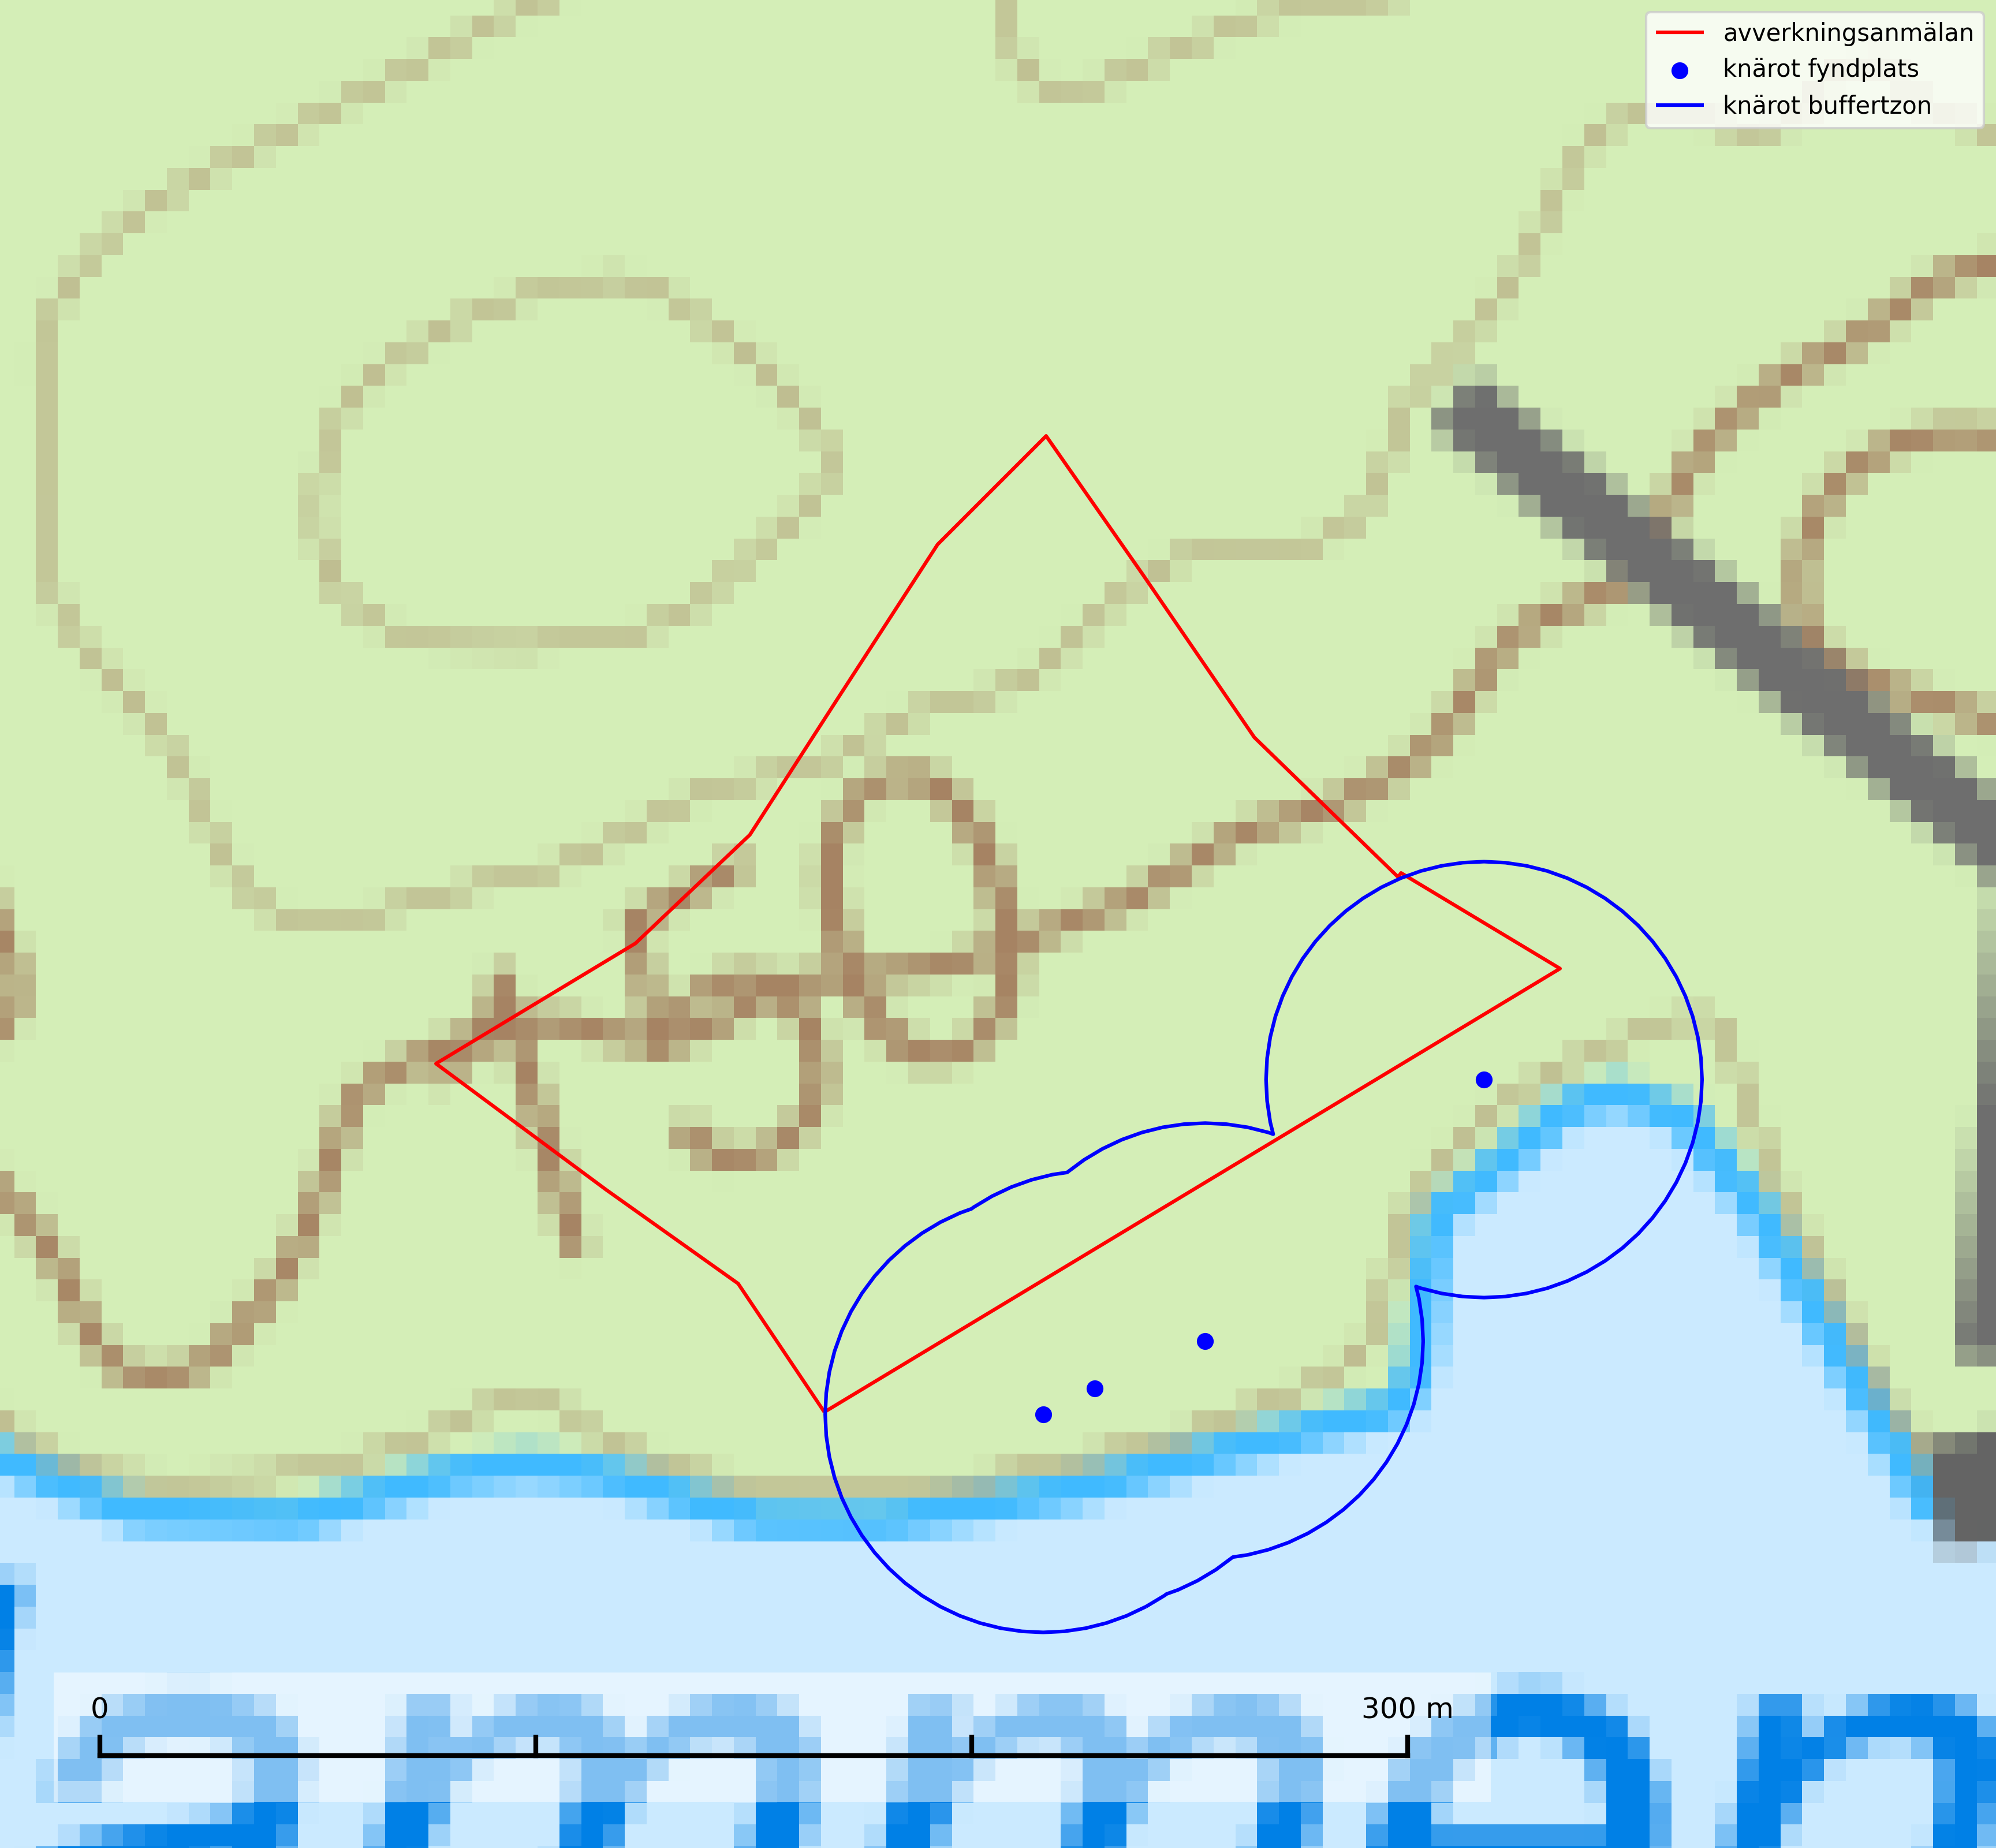 avverkningsanmälan
knärot fyndplats
knärot buffertzon
0 300 m